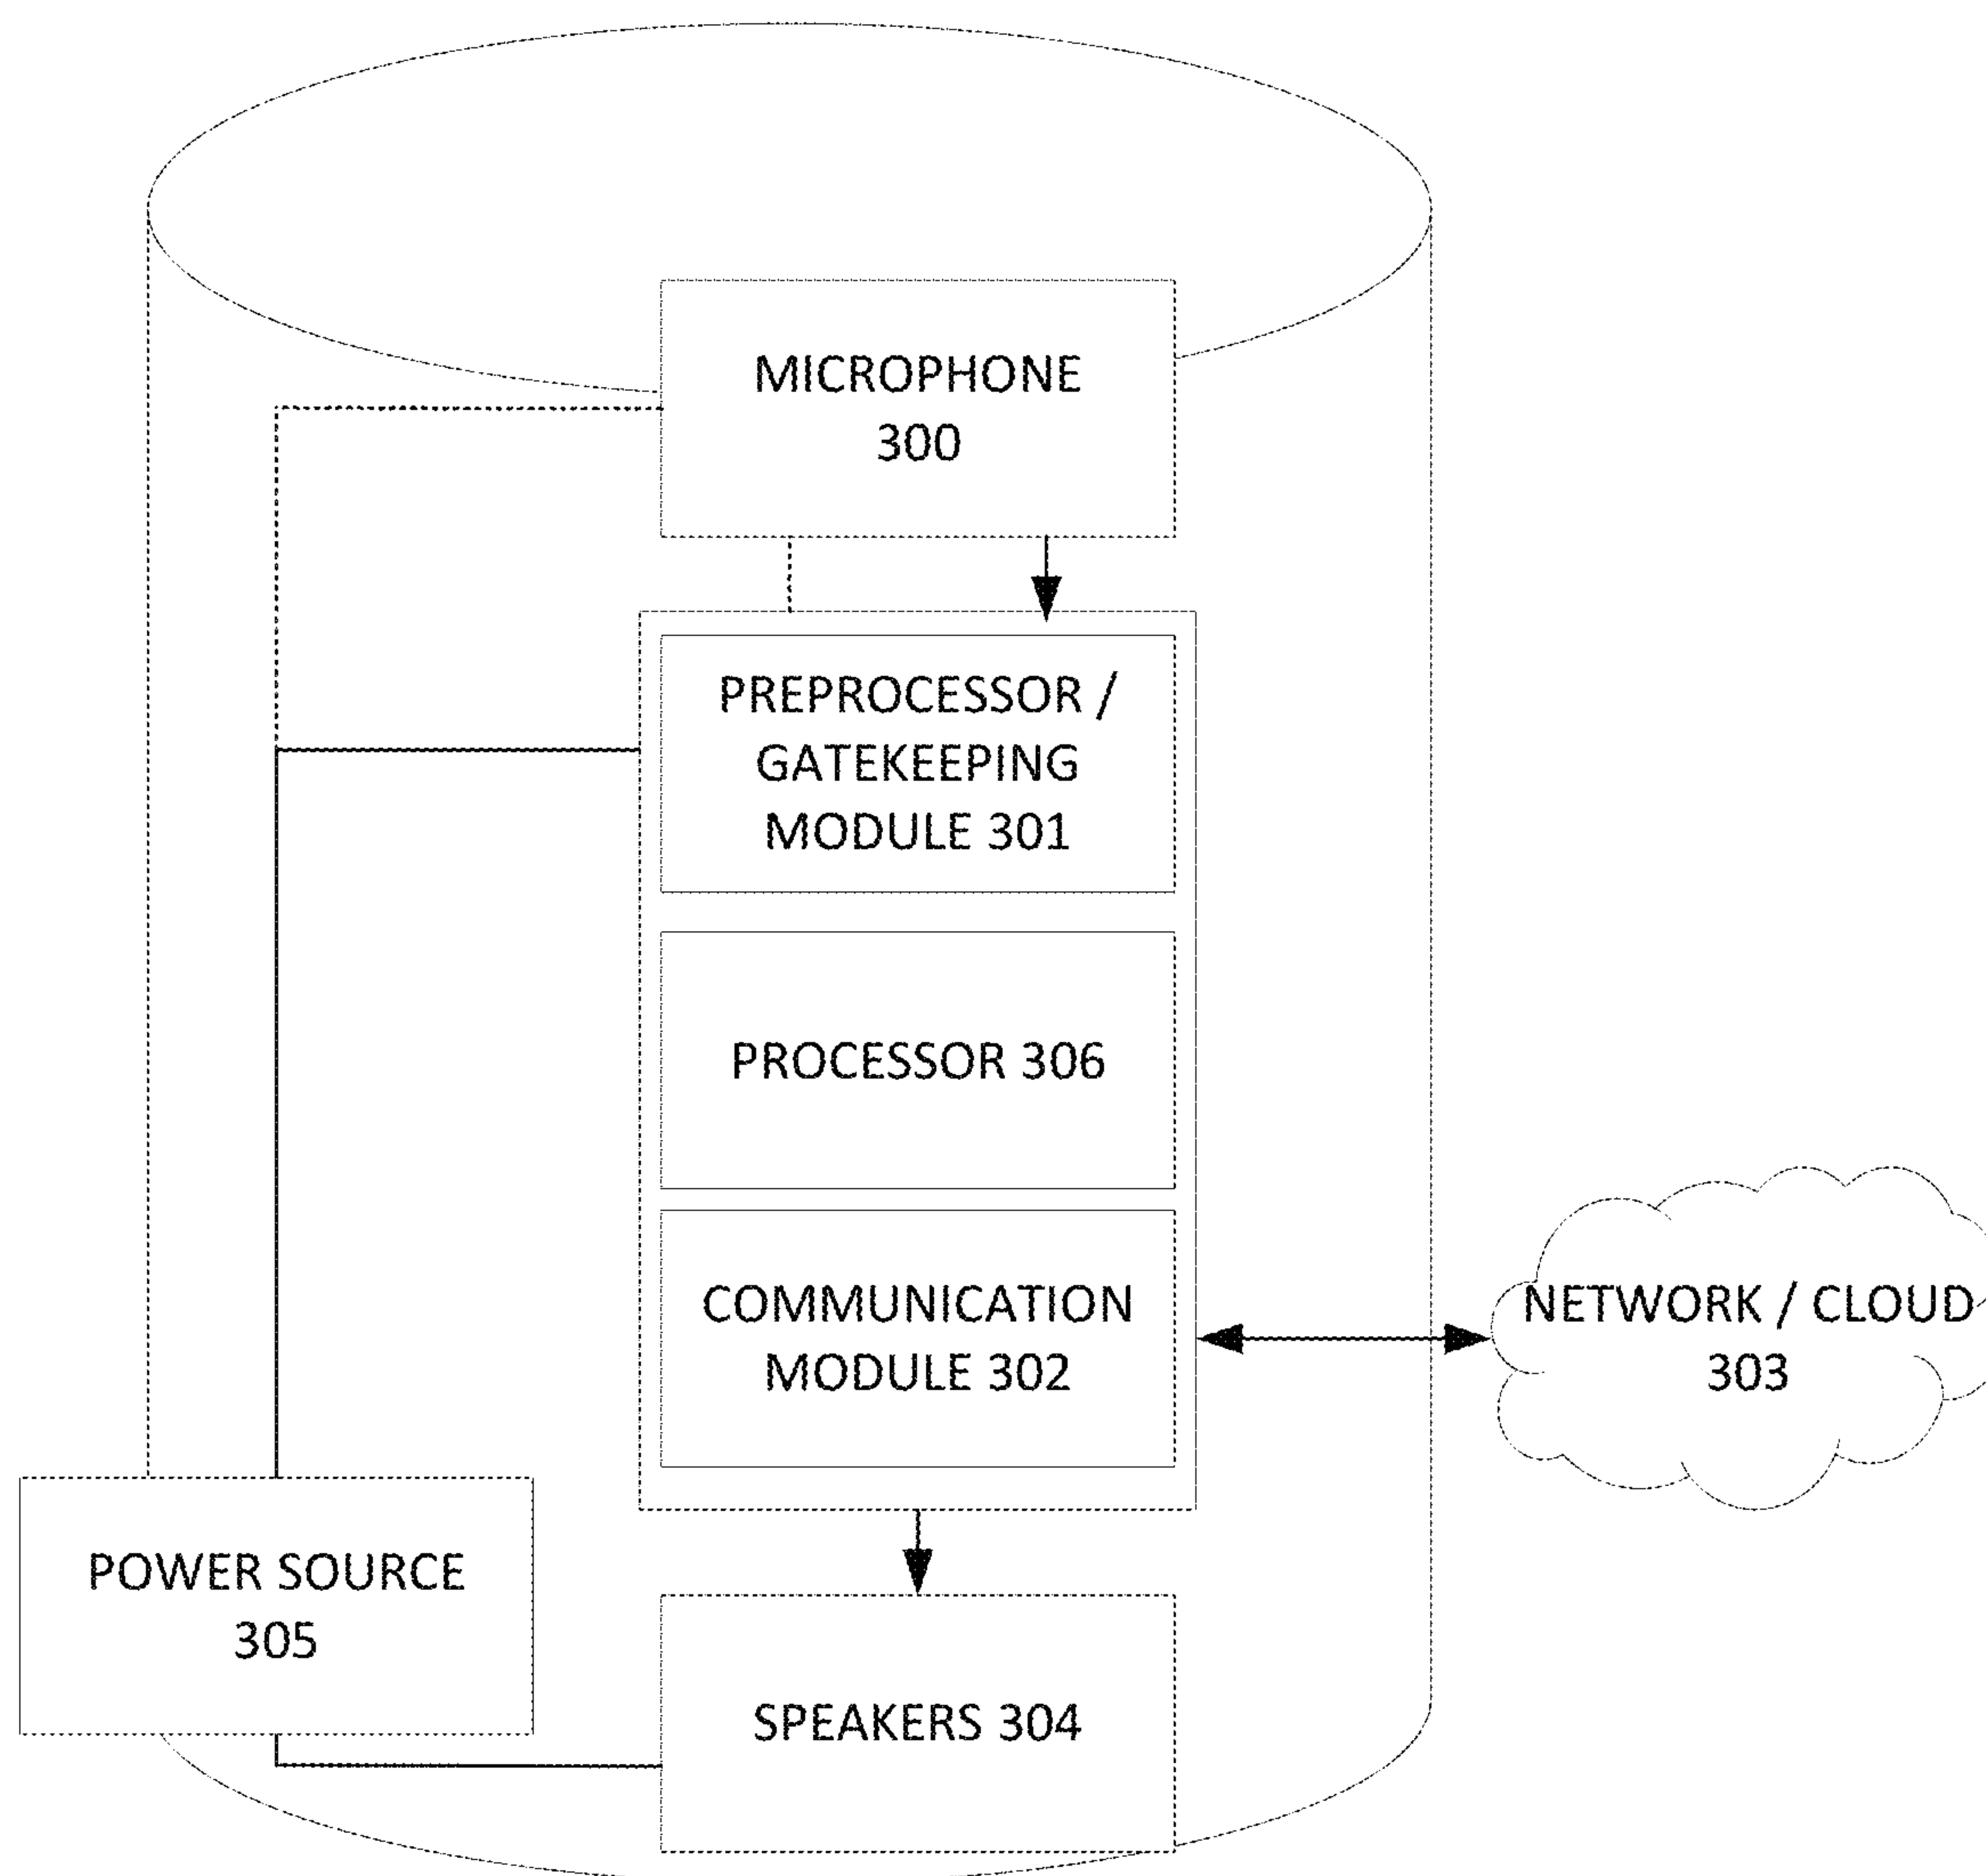 MICROPHONE
300
PREPROCESSOR /
GATEKEEPING
MODULE 301
PROCESSOR 306
COMMUNICATION
MODULE 302
NETWORK / CLOUD
303
POWER SOURCE
305
SPEAKERS 304